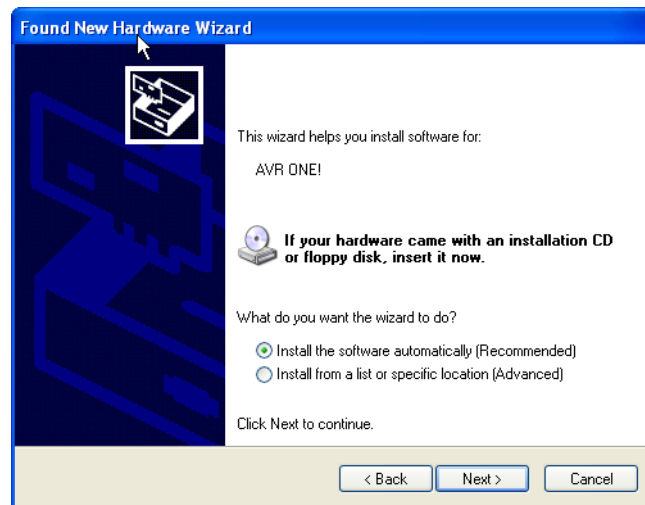 Found New Hardware Wizard
This wizard helps you install software for:
AVR ONE!
If your hardware came with an installation CD
or floppy disk, insert it now.
What do you want the wizard to do?
Install the software automatically (Recommended)
Install from a list or specific location (Advanced)
Click Next to continue.
< Back
Next >
Cancel